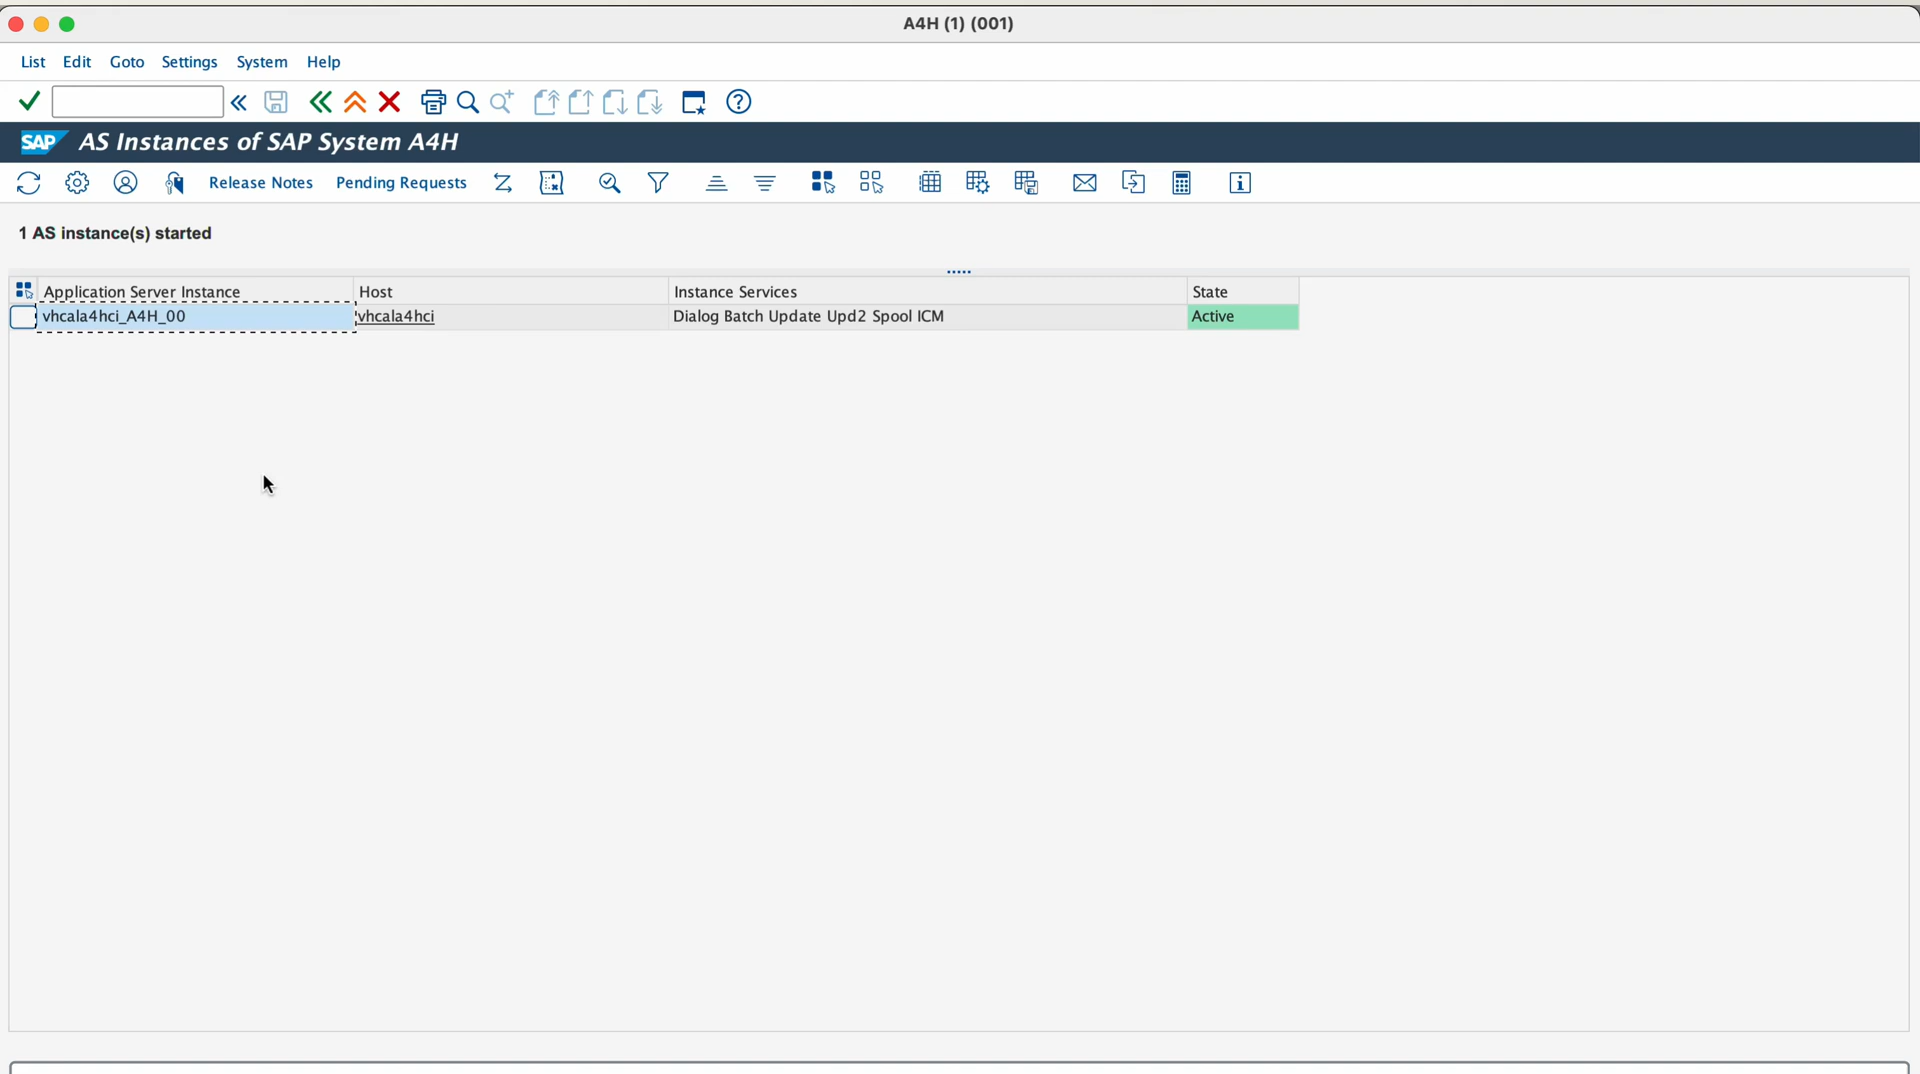 A4H (1) (001)
List Edit Goto Settings System Help
SAP AS Instances of SAP System A4H
Release Notes Pending Requests
1 AS instance(s) started
Application Server Instance Host Instance Services State
vhcala4hci_A4H_00 vhcala4hci Dialog Batch Update Upd2 Spool ICM Active